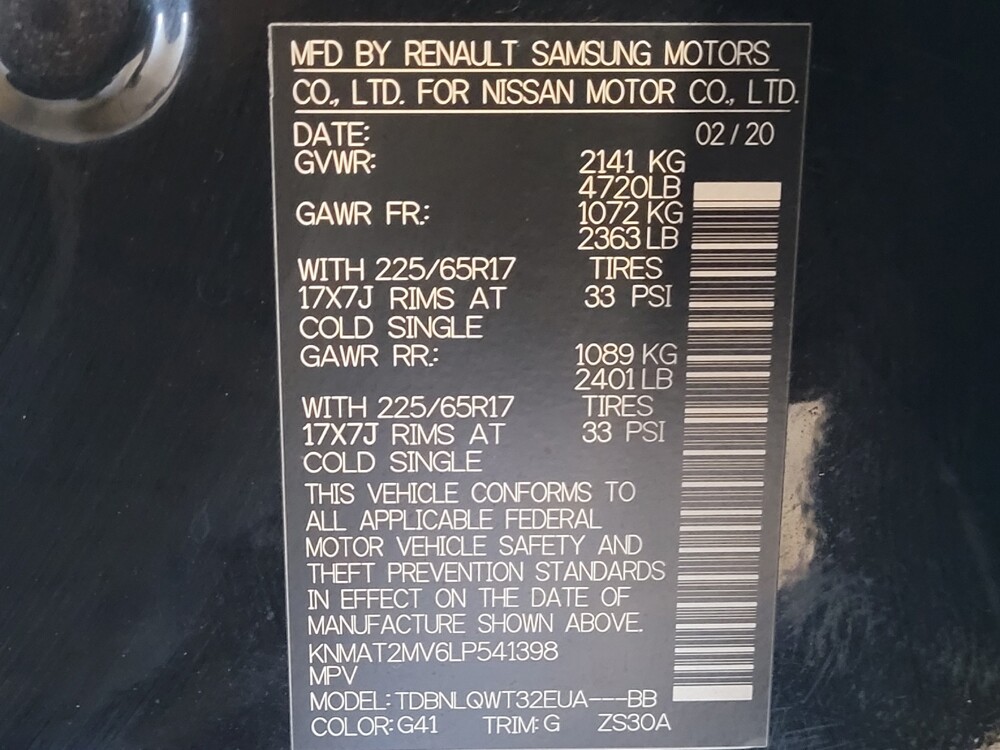 MFD BY RENAULT SAMSUNG MOTORS
CO., LTD. FOR NISSAN MOTOR CO., LTD.
DATE: 02/20
GVWR: 2141 KG
4720LB
GAWR FR.: 1072 KG
2363 LB
WITH 225/65R17 TIRES
17X7J RIMS AT 33 PSI
COLD SINGLE
GAWR RR.: 1089 KG
2401 LB
WITH 225/65R17 TIRES
17X7J RIMS AT 33 PSI
COLD SINGLE
THIS VEHICLE CONFORMS TO
ALL APPLICABLE FEDERAL
MOTOR VEHICLE SAFETY AND
THEFT PREVENTION STANDARDS
IN EFFECT ON THE DATE OF
MANUFACTURE SHOWN ABOVE.
KNMAT2MV6LP541398
MPV
MODEL: TDBNLQWT32EUA---BB
COLOR: G41 TRIM: G ZS30A